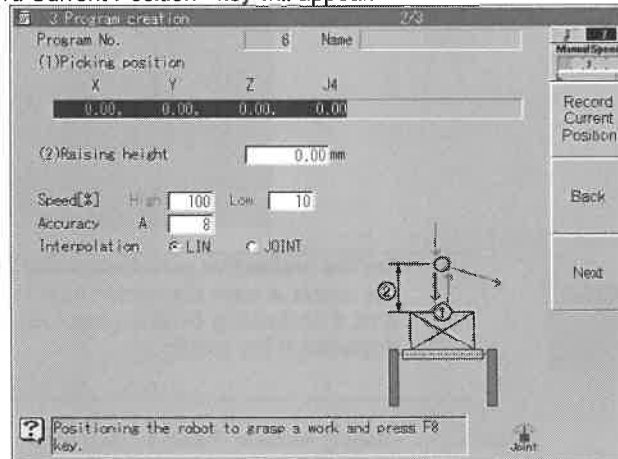 Current Position" key will appear
3 Program creation 2/3
Program No. 6 Name
Manual Speed
(1)Picking position
X Y Z J4
0.00, 0.00, 0.00, 0.00
Record
Current
Position
(2)Raising height 0.00 mm
Speed[%] High 100 Low 10
Back
Accuracy A 8
Interpolation LIN JOINT
Next
②
①
Positioning the robot to grasp a work and press F8
key.
Joint